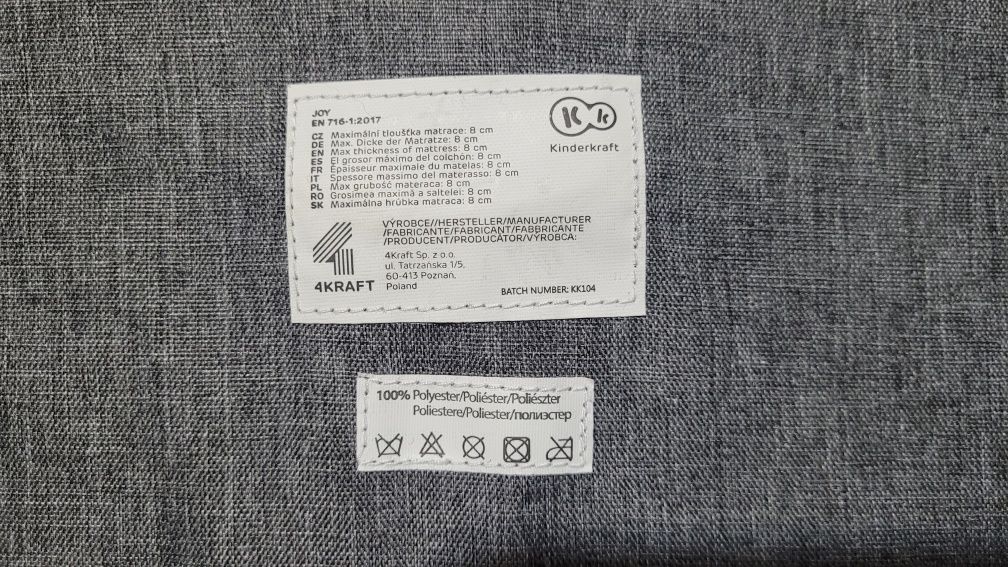 JOY
EN 716-1:2017
CZ Maximální tloušťka matrace: 8 cm
DE Max. Dicke der Matratze: 8 cm
EN Max thickness of mattress: 8 cm
ES El grosor máximo del colchón: 8 cm
FR Épaisseur maximale du matelas: 8 cm
IT Spessore massimo del materasso: 8 cm
PL Max grubość materaca: 8 cm
RO Grosimea maximă a saltelei: 8 cm
SK Maximálna hrúbka matraca: 8 cm
K k
Kinderkraft
VÝROBCE//HERSTELLER/MANUFACTURER
/FABRICANTE/FABRICANT/FABBRICANTE
/PRODUCENT/PRODUCĂTOR/VÝROBCA:
4Kraft Sp. z o.o.
ul. Tatrzańska 1/5,
60-413 Poznań,
Poland
4KRAFT
BATCH NUMBER: KK104
100% Polyester/Poliéster/Poliészter
Poliestere/Poliester/полиэстер